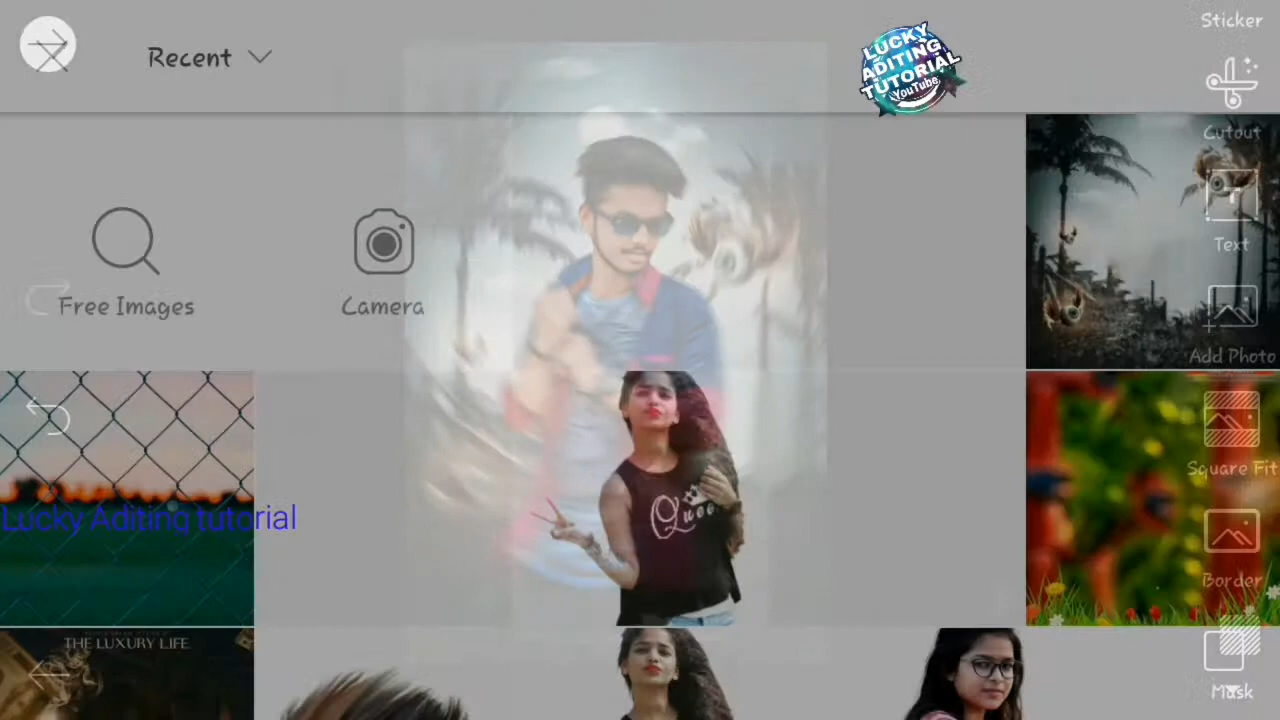 Sticker
Recent
LUCKY
ADITING
TUTORIAL
YouTube
Cutout
Text
Free Images
Camera
Add Photo
Square Fit
Queen
Lucky Aditing tutorial
Border
THE LUXURY LIFE
Mask